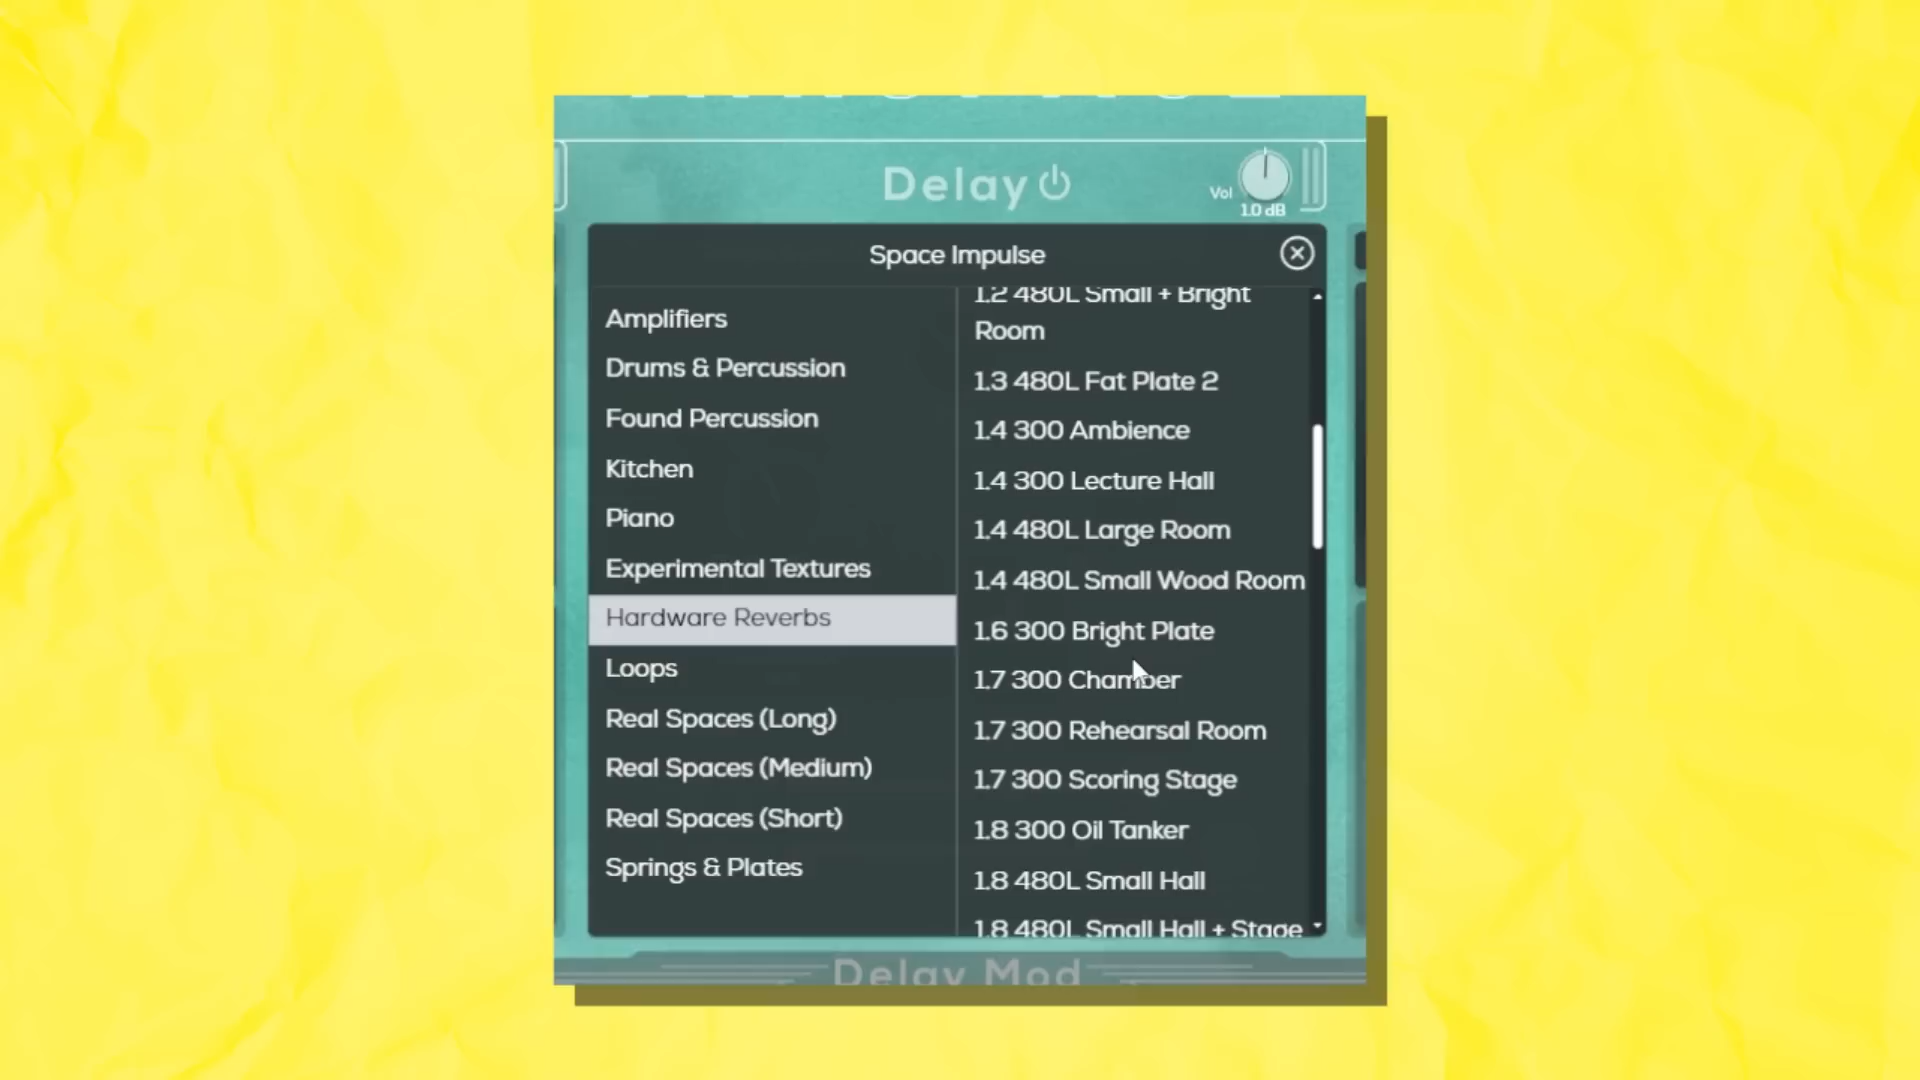 Delay
Vol
1.0 dB
Space Impulse
Amplifiers
Drums & Percussion
Found Percussion
Kitchen
Piano
Experimental Textures
Hardware Reverbs
Loops
Real Spaces (Long)
Real Spaces (Medium)
Real Spaces (Short)
Springs & Plates
1.2 480L Small + Bright
Room
1.3 480L Fat Plate 2
1.4 300 Ambience
1.4 300 Lecture Hall
1.4 480L Large Room
1.4 480L Small Wood Room
1.6 300 Bright Plate
1.7 300 Chamber
1.7 300 Rehearsal Room
1.7 300 Scoring Stage
1.8 300 Oil Tanker
1.8 480L Small Hall
1.8 480L Small Hall + Stage
Delay Mod